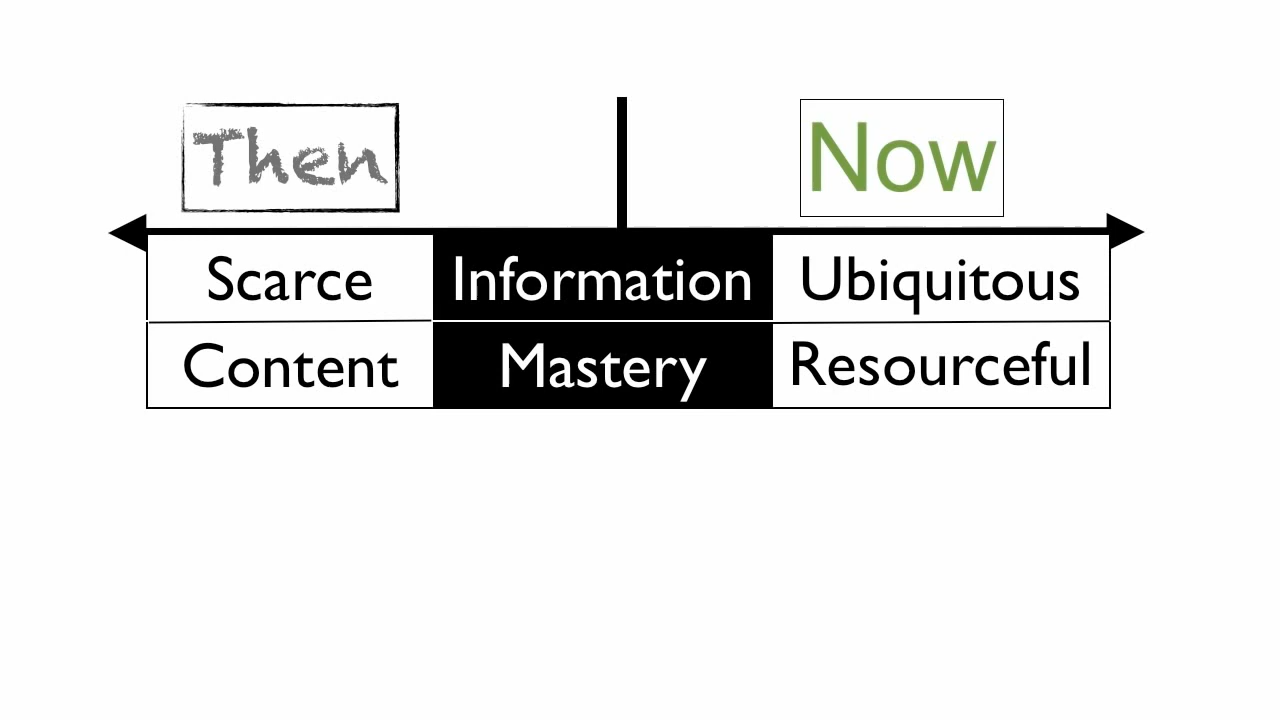 Then Now
Scarce Information Ubiquitous
Content Mastery Resourceful